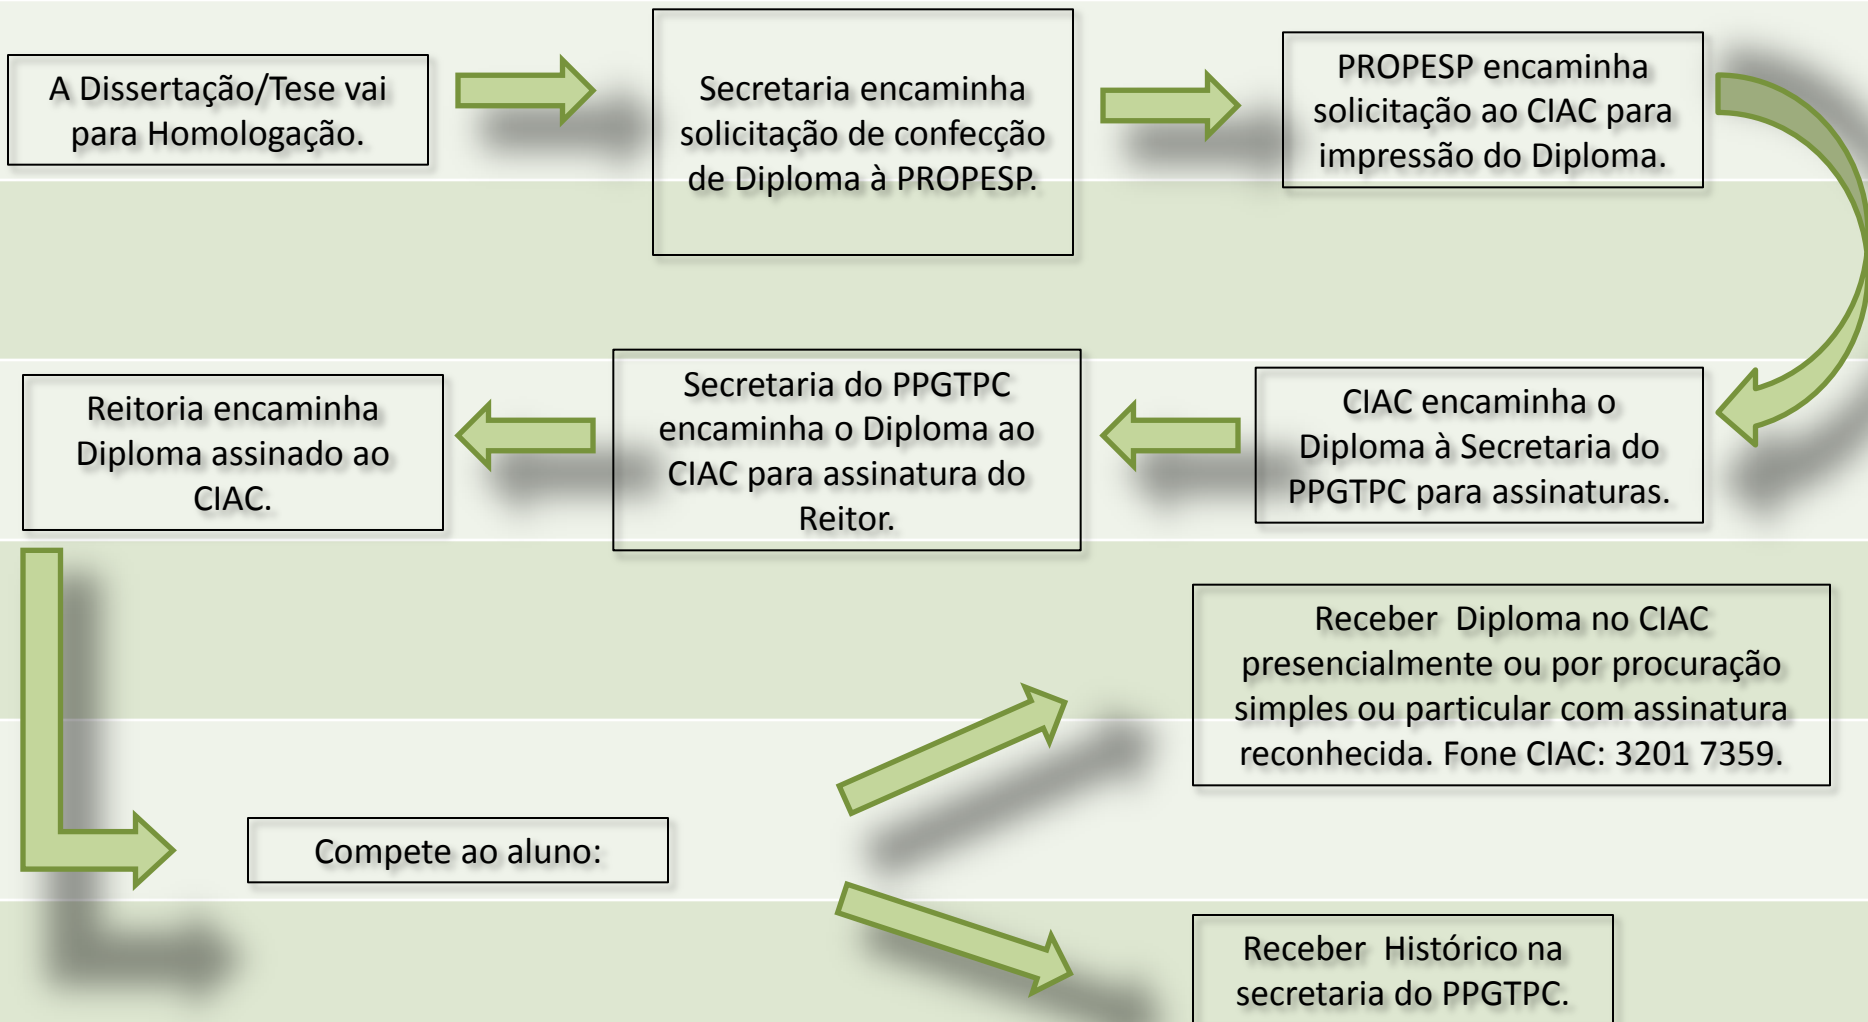 A Dissertação/Tese vai
para Homologação.
Secretaria encaminha
solicitação de confecção
de Diploma à PROPESP.
PROPESP encaminha
solicitação ao CIAC para
impressão do Diploma.
CIAC encaminha o
Diploma à Secretaria do
PPGTPC para assinaturas.
Secretaria do PPGTPC
encaminha o Diploma ao
CIAC para assinatura do
Reitor.
Reitoria encaminha
Diploma assinado ao
CIAC.
Compete ao aluno:
Receber Diploma no CIAC
presencialmente ou por procuração
simples ou particular com assinatura
reconhecida. Fone CIAC: 3201 7359.
Receber Histórico na
secretaria do PPGTPC.